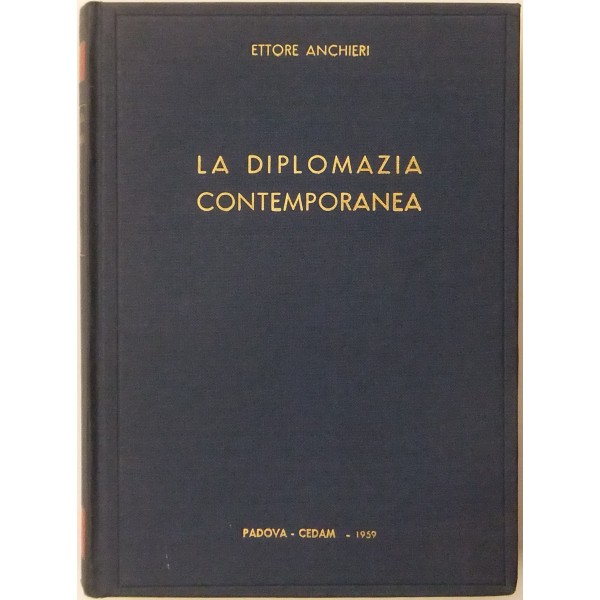 ETTORE ANCHIERI
LA DIPLOMAZIA
CONTEMPORANEA
PADOVA - CEDAM - 1959